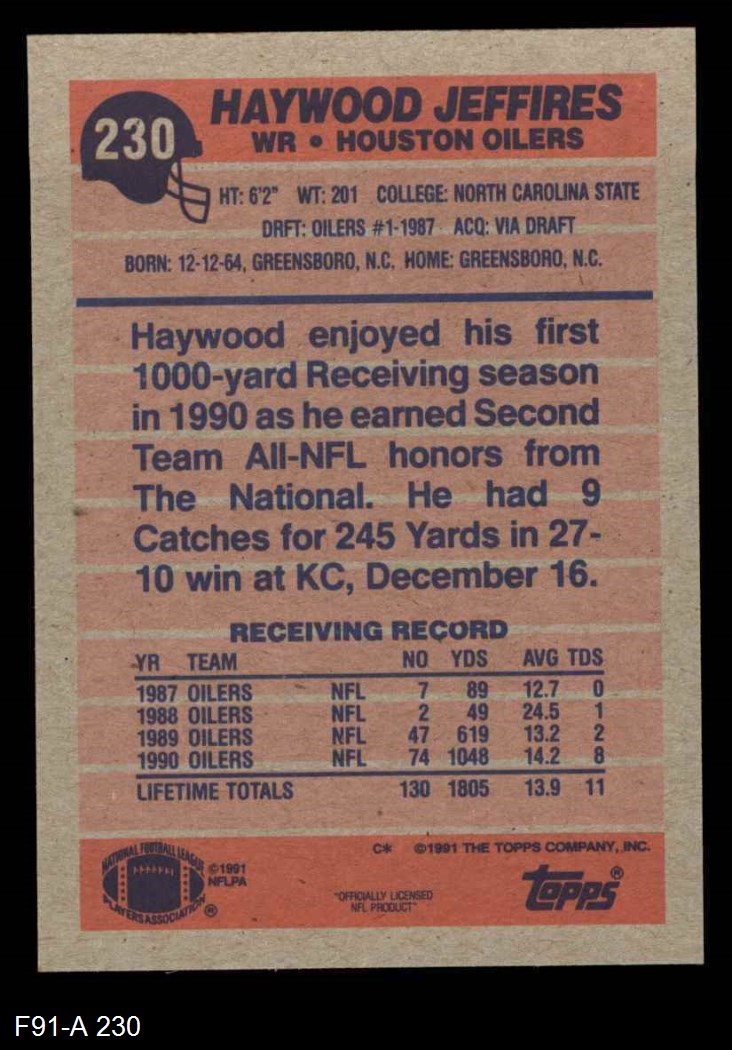 230
HAYWOOD JEFFIRES
WR • HOUSTON OILERS
HT: 6'2" WT: 201 COLLEGE: NORTH CAROLINA STATE
DRFT: OILERS #1-1987 ACQ: VIA DRAFT
BORN: 12-12-64, GREENSBORO, N.C. HOME: GREENSBORO, N.C.
Haywood enjoyed his first
1000-yard Receiving season
in 1990 as he earned Second
Team All-NFL honors from
The National. He had 9
Catches for 245 Yards in 27-
10 win at KC, December 16.
RECEIVING RECORD
YR TEAM NO YDS AVG TDS
1987 OILERS NFL 7 89 12.7 0
1988 OILERS NFL 2 49 24.5 1
1989 OILERS NFL 47 619 13.2 2
1990 OILERS NFL 74 1048 14.2 8
LIFETIME TOTALS 130 1805 13.9 11
C* ©1991 THE TOPPS COMPANY, INC.
NATIONAL FOOTBALL LEAGUE
PLAYERS ASSOCIATION ®
©1991
NFLPA
"OFFICIALLY LICENSED
NFL PRODUCT"
topps®
F91-A 230